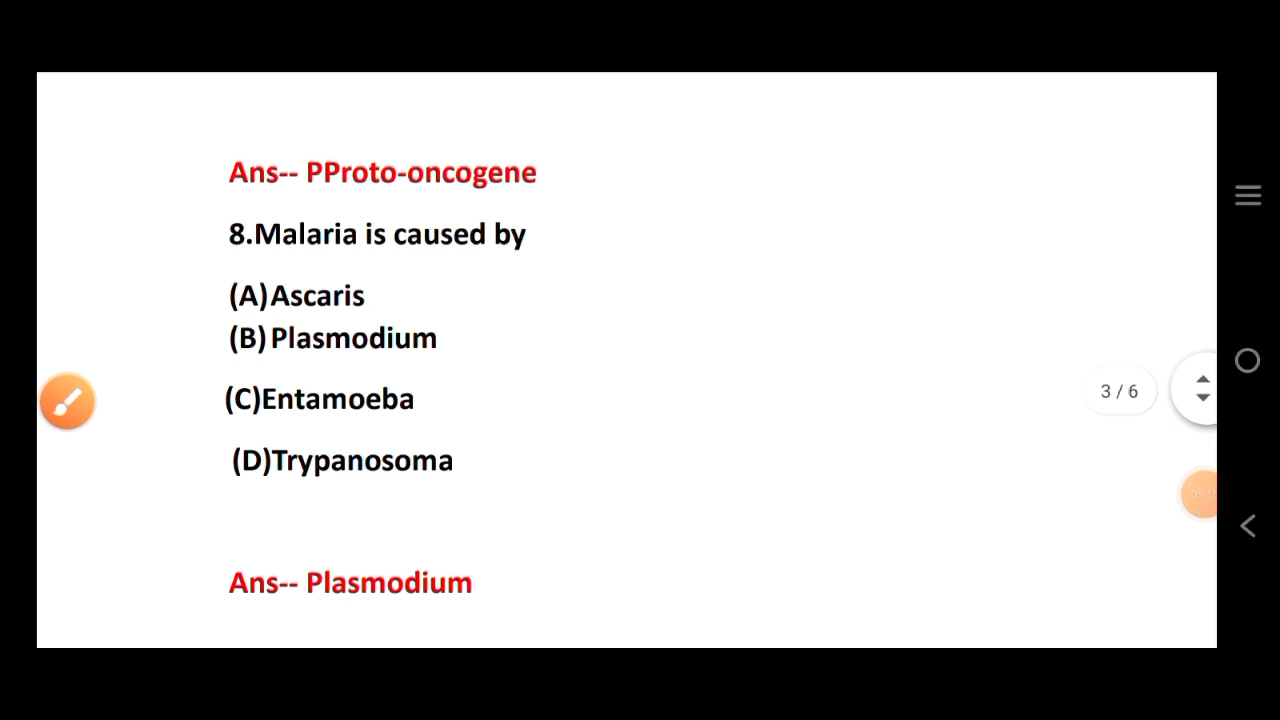 Ans-- PProto-oncogene
8.Malaria is caused by
(A)Ascaris
(B)Plasmodium
(C)Entamoeba
3 / 6
(D)Trypanosoma
Ans-- Plasmodium